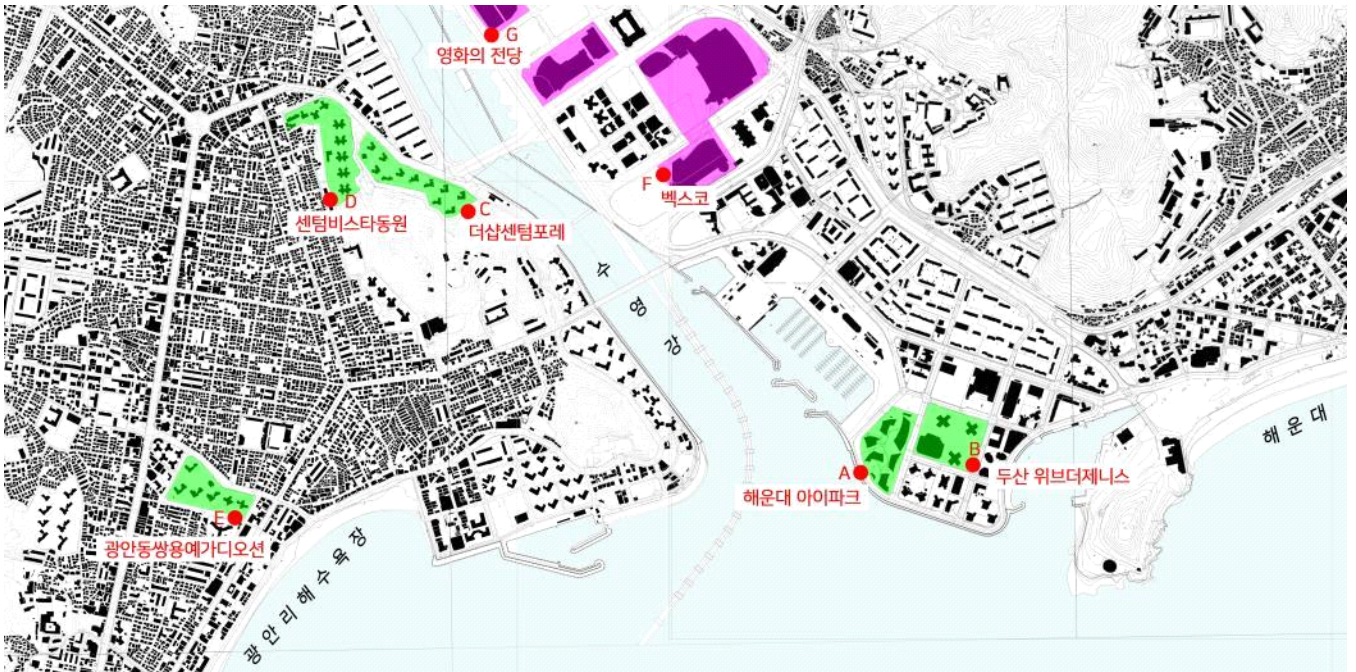 G
영화의 전당
F
벡스코
D
센텀비스타동원
C
더샵센텀포레
수영강
A
해운대 아이파크
B
두산 위브더제니스
해운대
E
광안동쌍용예가디오션
광안리해수욕장